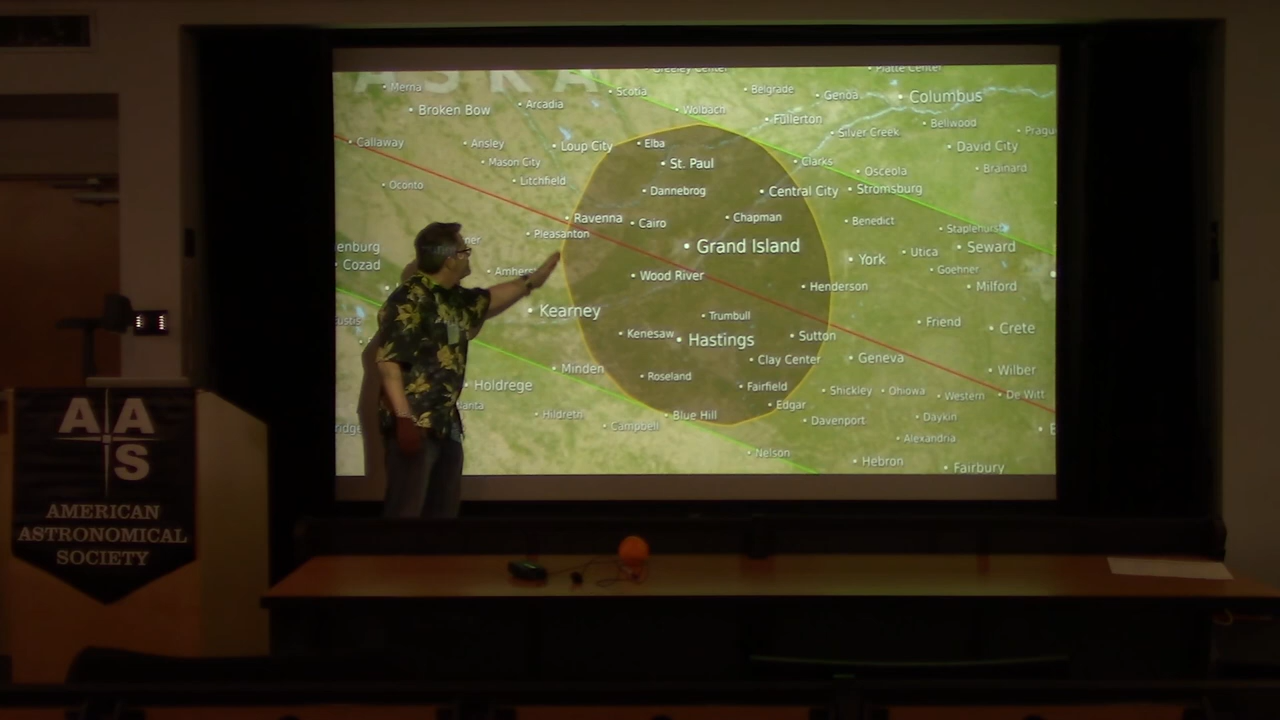 ASKA
Greeley Center
Platte Center
Merna
Broken Bow
Arcadia
Scotia
Belgrade
Genoa
Columbus
Wolbach
Fullerton
Bellwood
Silver Creek
Callaway
Ansley
Loup City
Elba
David City
Mason City
St. Paul
Clarks
Osceola
Brainard
Oconto
Litchfield
Dannebrog
Central City
Stromsburg
Ravenna
Cairo
Chapman
Benedict
Staplehurst
Pleasanton
Grand Island
Utica
Seward
enburg
Cozad
York
Goehner
Wood River
Henderson
Milford
Kearney
Trumbull
Friend
Crete
Kenesaw
Hastings
Sutton
Clay Center
Geneva
Minden
Roseland
Wilber
Holdrege
Fairfield
Shickley
Ohiowa
Western
De Witt
Edgar
Hildreth
Blue Hill
Davenport
Daykin
Campbell
Alexandria
Nelson
Hebron
Fairbury
AAS
AMERICAN
ASTRONOMICAL
SOCIETY